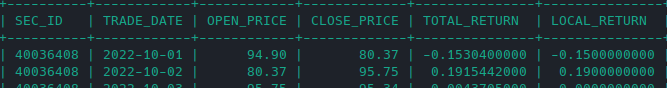 | SEC_ID | TRADE_DATE | OPEN_PRICE | CLOSE_PRICE | TOTAL_RETURN | LOCAL_RETURN |
| 40036408 | 2022-10-01 | 94.90 | 80.37 | -0.1530400000 | -0.1500000000 |
| 40036408 | 2022-10-02 | 80.37 | 95.75 | 0.1915442000 | 0.1900000000 |